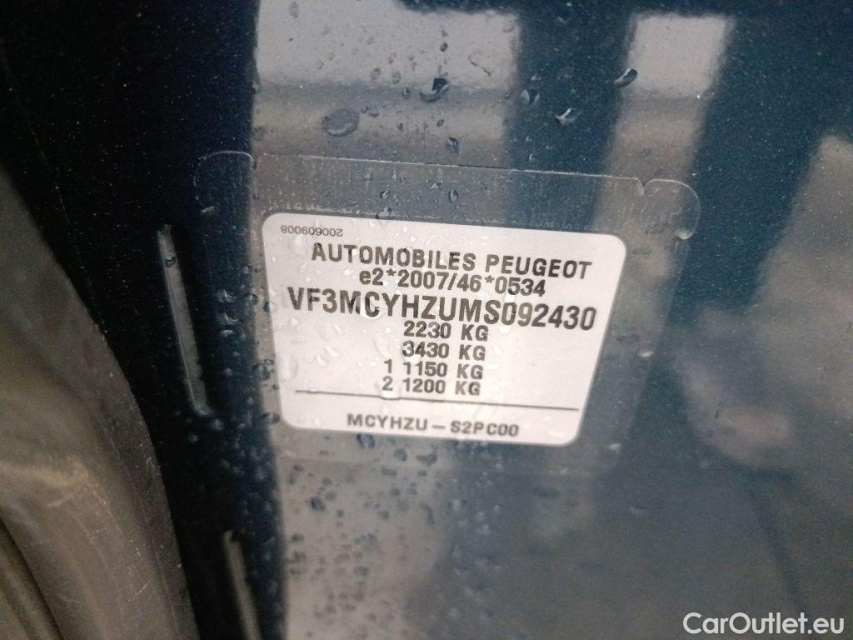 200609008
AUTOMOBILES PEUGEOT
e2*2007/46*0534
VF3MCYHZUMS092430
2230 KG
3430 KG
1 1150 KG
2 1200 KG
MCYHZU - S2PC00
CarOutlet.eu